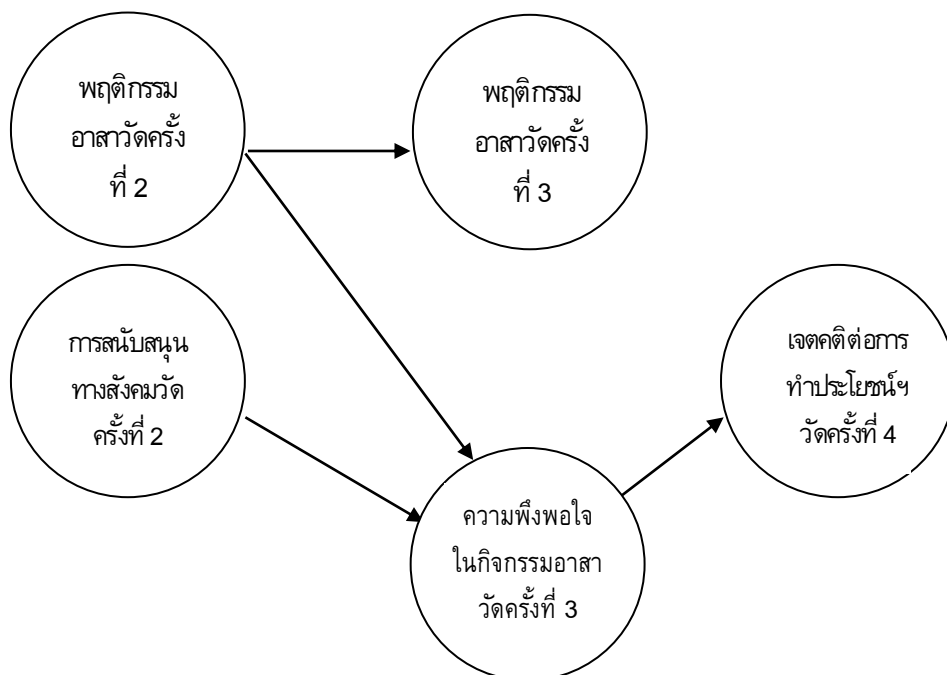 พฤติกรรม
อาสาวัดครั้ง
ที่ 2
พฤติกรรม
อาสาวัดครั้ง
ที่ 3
การสนับสนุน
ทางสังคมวัด
ครั้งที่ 2
เจตคติต่อการ
ทำประโยชน์ฯ
วัดครั้งที่ 4
ความพึงพอใจ
ในกิจกรรมอาสา
วัดครั้งที่ 3